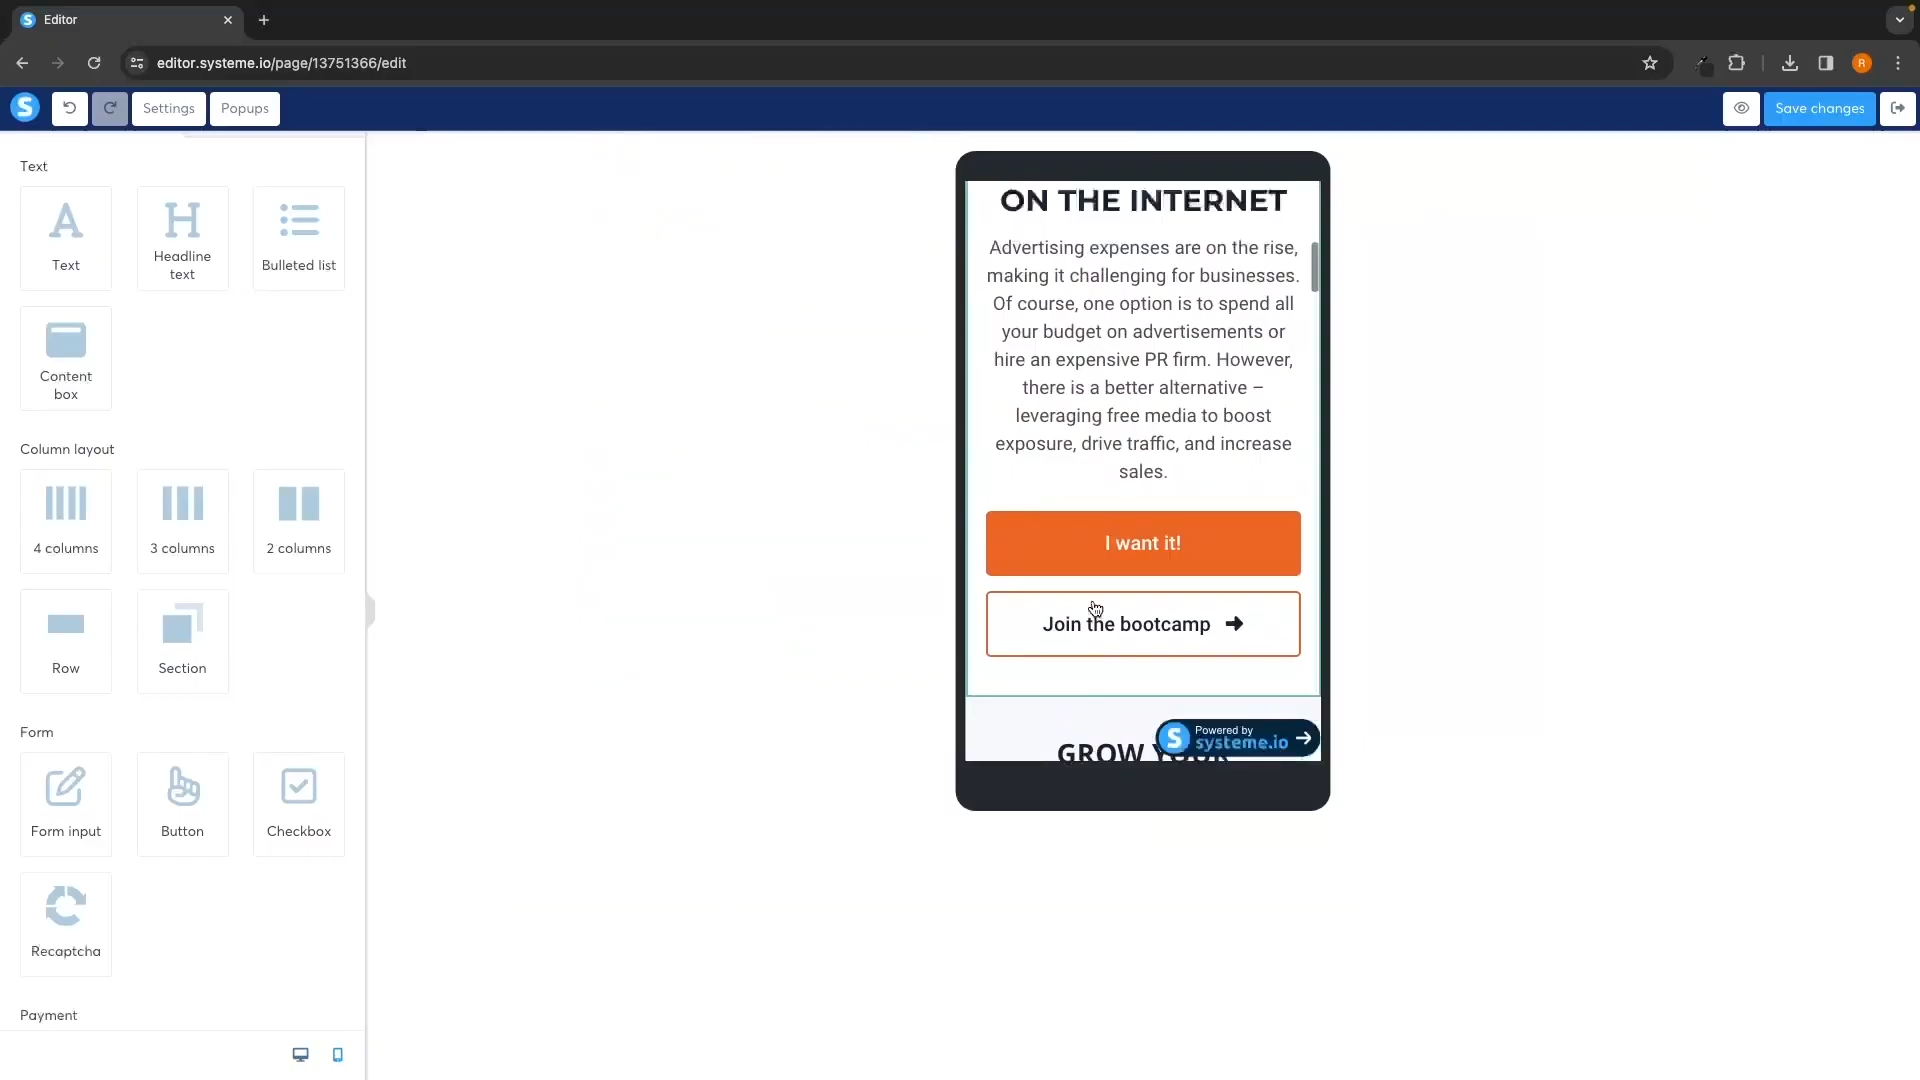 Editor
editor.systeme.io/page/13751366/edit
R
S
Settings
Popups
Save changes
Text
Text
Headline
text
Bulleted list
Content
box
Column layout
4 columns
3 columns
2 columns
Row
Section
Form
Form input
Button
Checkbox
Recaptcha
Payment
ON THE INTERNET
Advertising expenses are on the rise,
making it challenging for businesses.
Of course, one option is to spend all
your budget on advertisements or
hire an expensive PR firm. However,
there is a better alternative –
leveraging free media to boost
exposure, drive traffic, and increase
sales.
I want it!
Join the bootcamp
GROW YOUR
S
Powered by
systeme.io